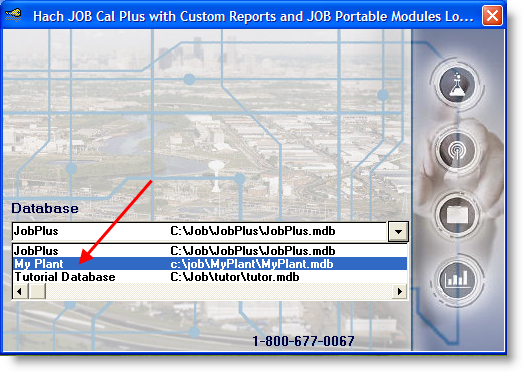 Hach JOB Cal Plus with Custom Reports and JOB Portable Modules Lo...
Database
JobPlus C:\Job\JobPlus\JobPlus.mdb
JobPlus C:\Job\JobPlus\JobPlus.mdb
My Plant c:\job\MyPlant\MyPlant.mdb
Tutorial Database C:\Job\tutor\tutor.mdb
1-800-677-0067